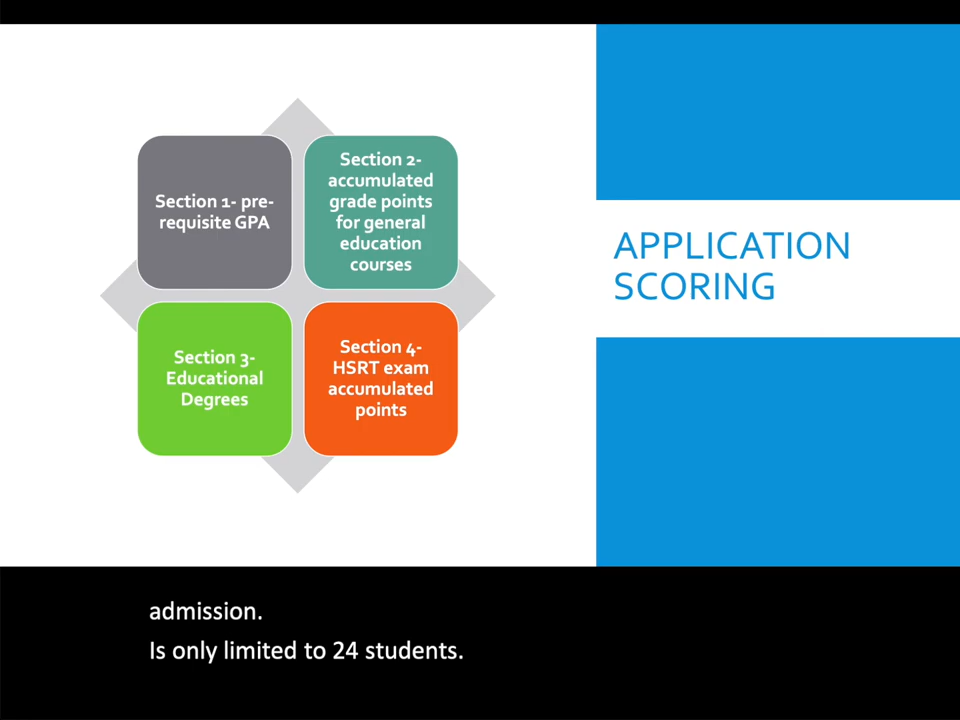 Section 1- pre-
requisite GPA
Section 2-
accumulated
grade points
for general
education
courses
Section 3-
Educational
Degrees
Section 4-
HSRT exam
accumulated
points
APPLICATION
SCORING
admission.
Is only limited to 24 students.